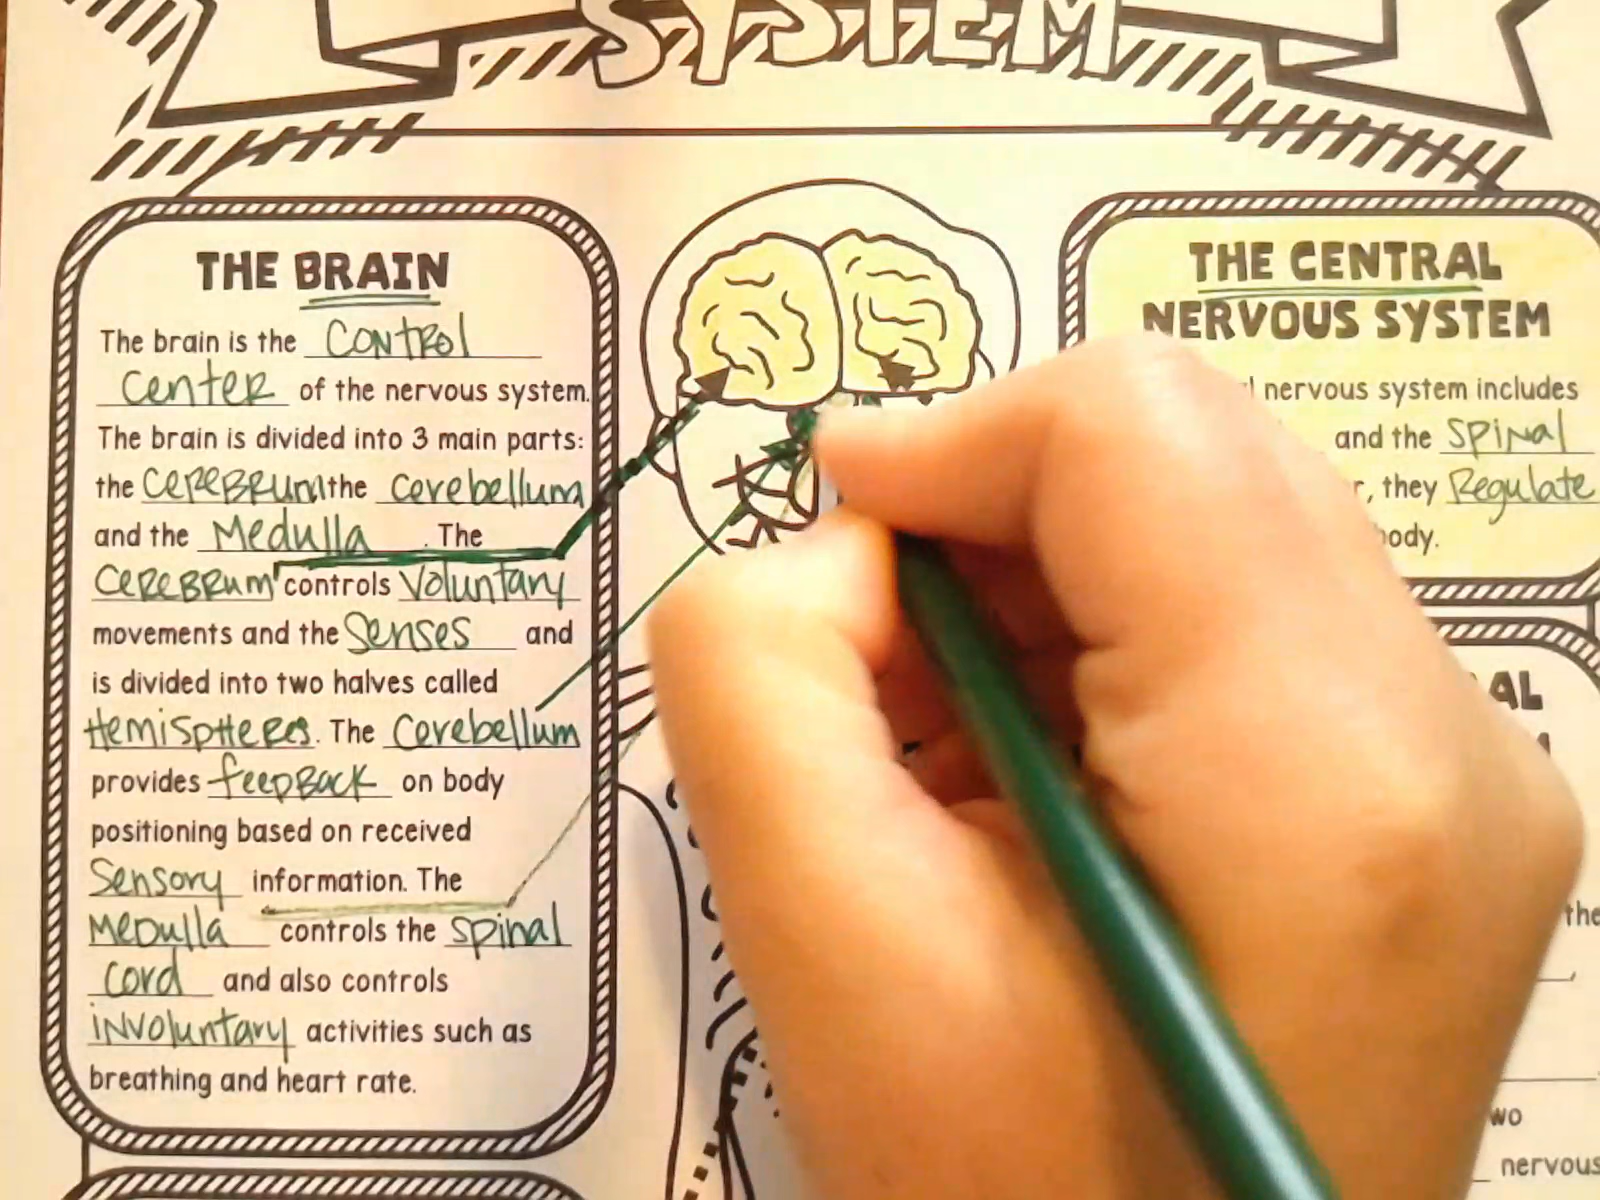 SYSTEM
THE BRAIN
The brain is the CONTROL
Center of the nervous system.
The brain is divided into 3 main parts:
the CEREBRUM the cerebellum
and the Medulla. The
CEREBRUM controls Voluntary
movements and the Senses and
is divided into two halves called
HemispHeRes. The Cerebellum
provides feeDBack on body
positioning based on received
Sensory information. The
MeDulla controls the spinal
cord and also controls
iNvoluntary activities such as
breathing and heart rate.
THE CENTRAL
NERVOUS SYSTEM
nervous system includes
and the SPiNal
they Regulate
body.
AL
the
wo
nervous